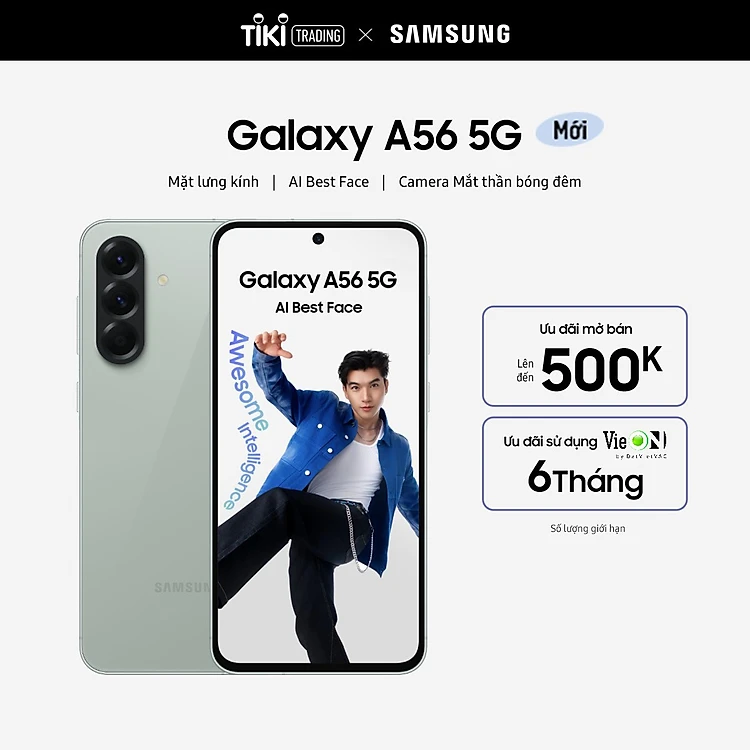 TIKI TRADING × SAMSUNG
Galaxy A56 5G Mới
Mặt lưng kính | AI Best Face | Camera Mắt thần bóng đêm
Galaxy A56 5G
AI Best Face
Awesome
Intelligence
SAMSUN
Ưu đãi mở bán
Lên đến 500K
Ưu đãi sử dụng VieON
by DatVietVAC
6 Tháng
Số lượng giới hạn